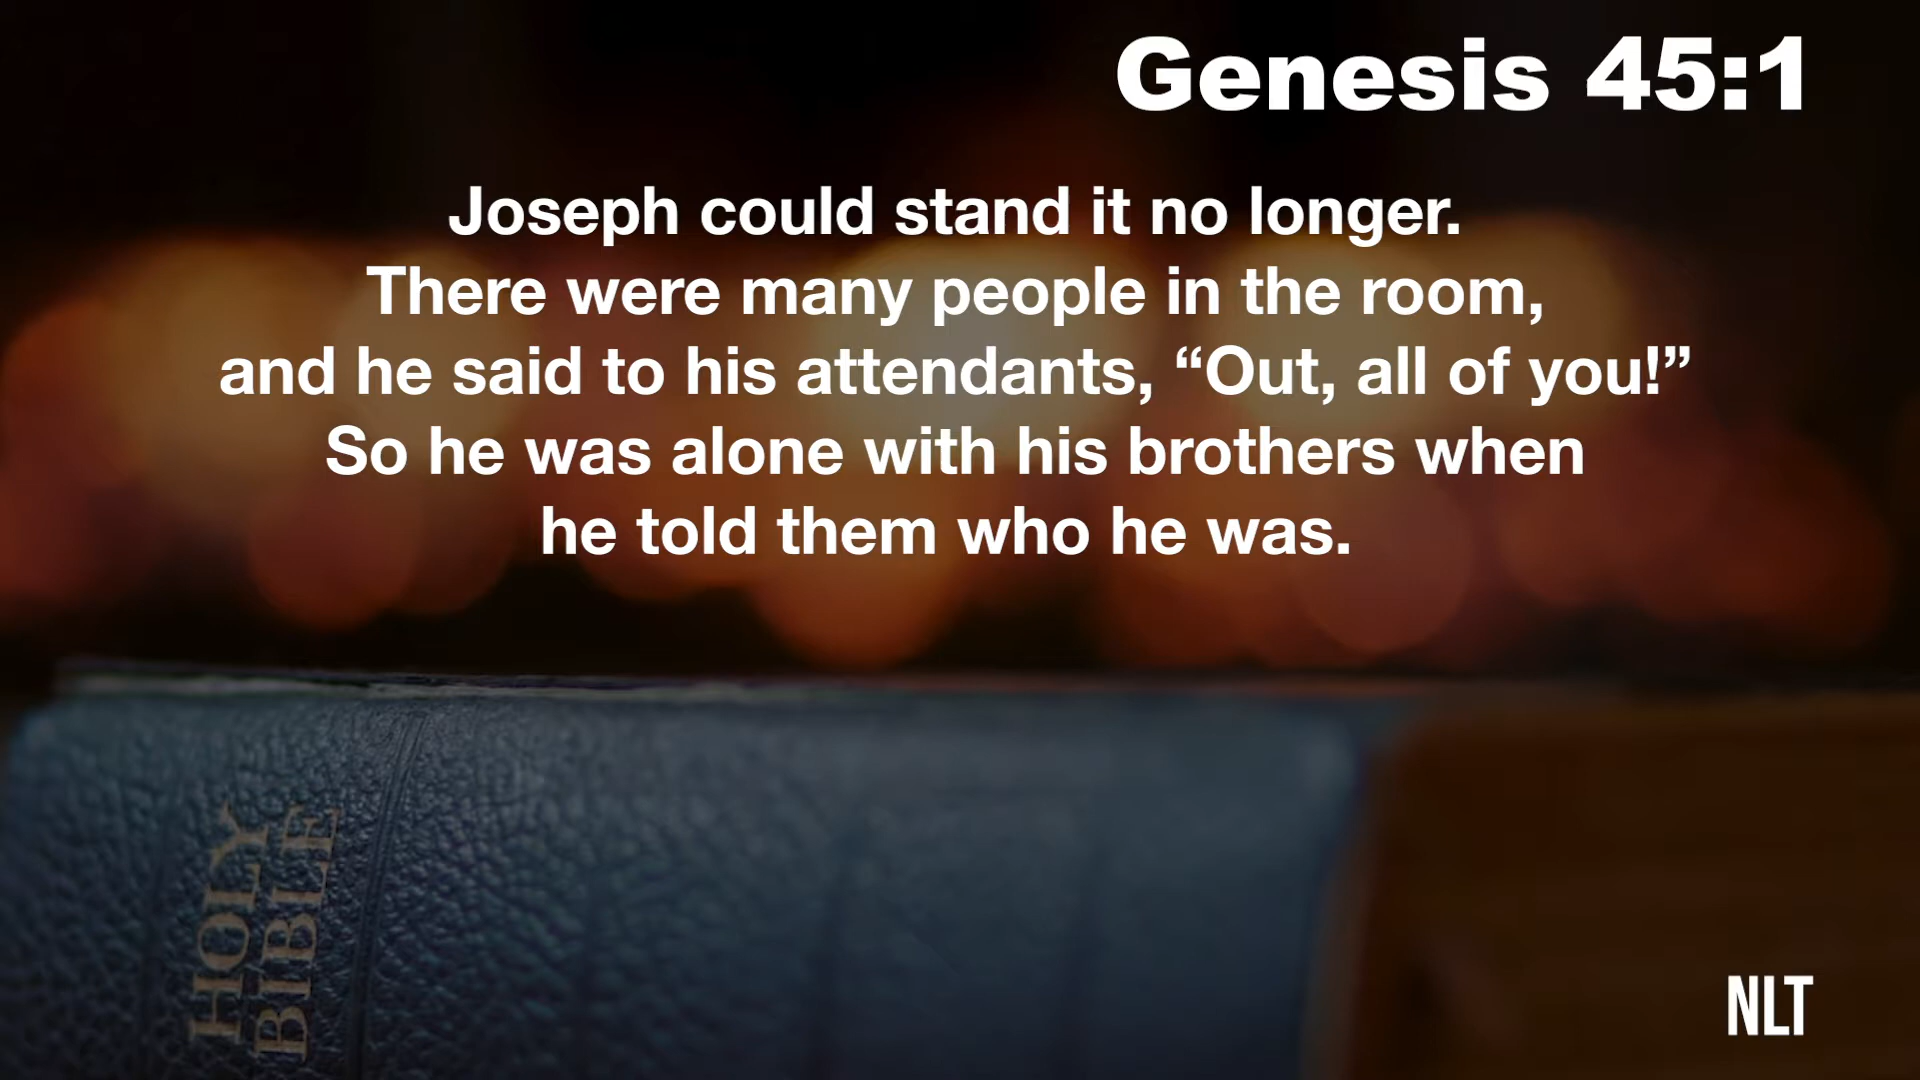 Genesis 45:1
Joseph could stand it no longer.
There were many people in the room,
and he said to his attendants, “Out, all of you!”
So he was alone with his brothers when
he told them who he was.
HOLY
BIBLE
NLT